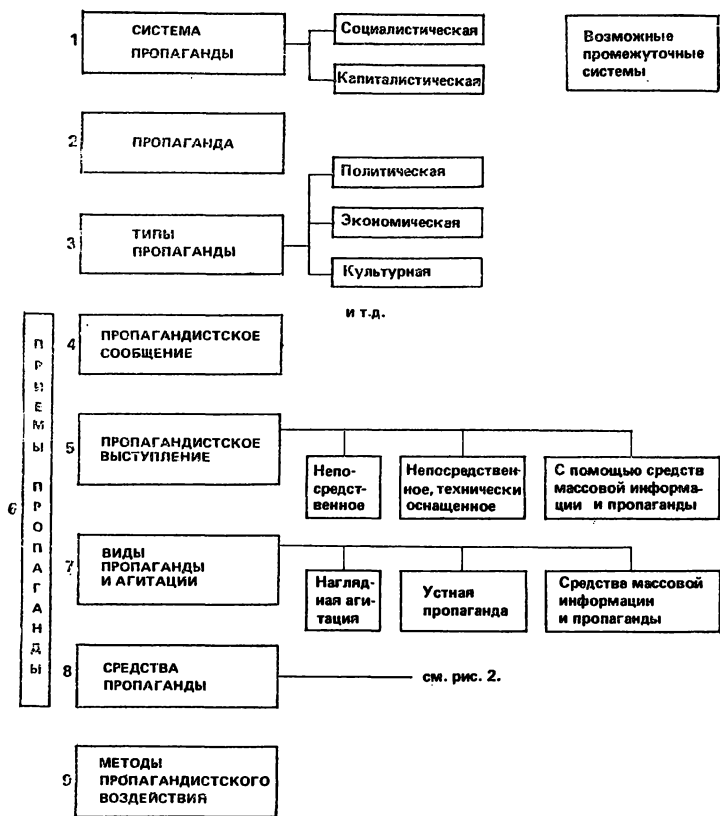 1
СИСТЕМА
ПРОПАГАНДЫ
Социалистическая
Капиталистическая
Возможные
промежуточные
системы
2
ПРОПАГАНДА
3
ТИПЫ
ПРОПАГАНДЫ
Политическая
Экономическая
Культурная
и т.д.
6
ПРИЕМЫ ПРОПАГАНДЫ
4
ПРОПАГАНДИСТСКОЕ
СООБЩЕНИЕ
5
ПРОПАГАНДИСТСКОЕ
ВЫСТУПЛЕНИЕ
Непо-
средст-
венное
Непосредствен-
ное, технически
оснащенное
С помощью средств
массовой информа-
ции и пропаганды
7
ВИДЫ
ПРОПАГАНДЫ
И АГИТАЦИИ
Нагляд-
ная аги-
тация
Устная
пропаганда
Средства массовой
информации
и пропаганды
8
СРЕДСТВА
ПРОПАГАНДЫ
см. рис. 2.
9
МЕТОДЫ
ПРОПАГАНДИСТСКОГО
ВОЗДЕЙСТВИЯ